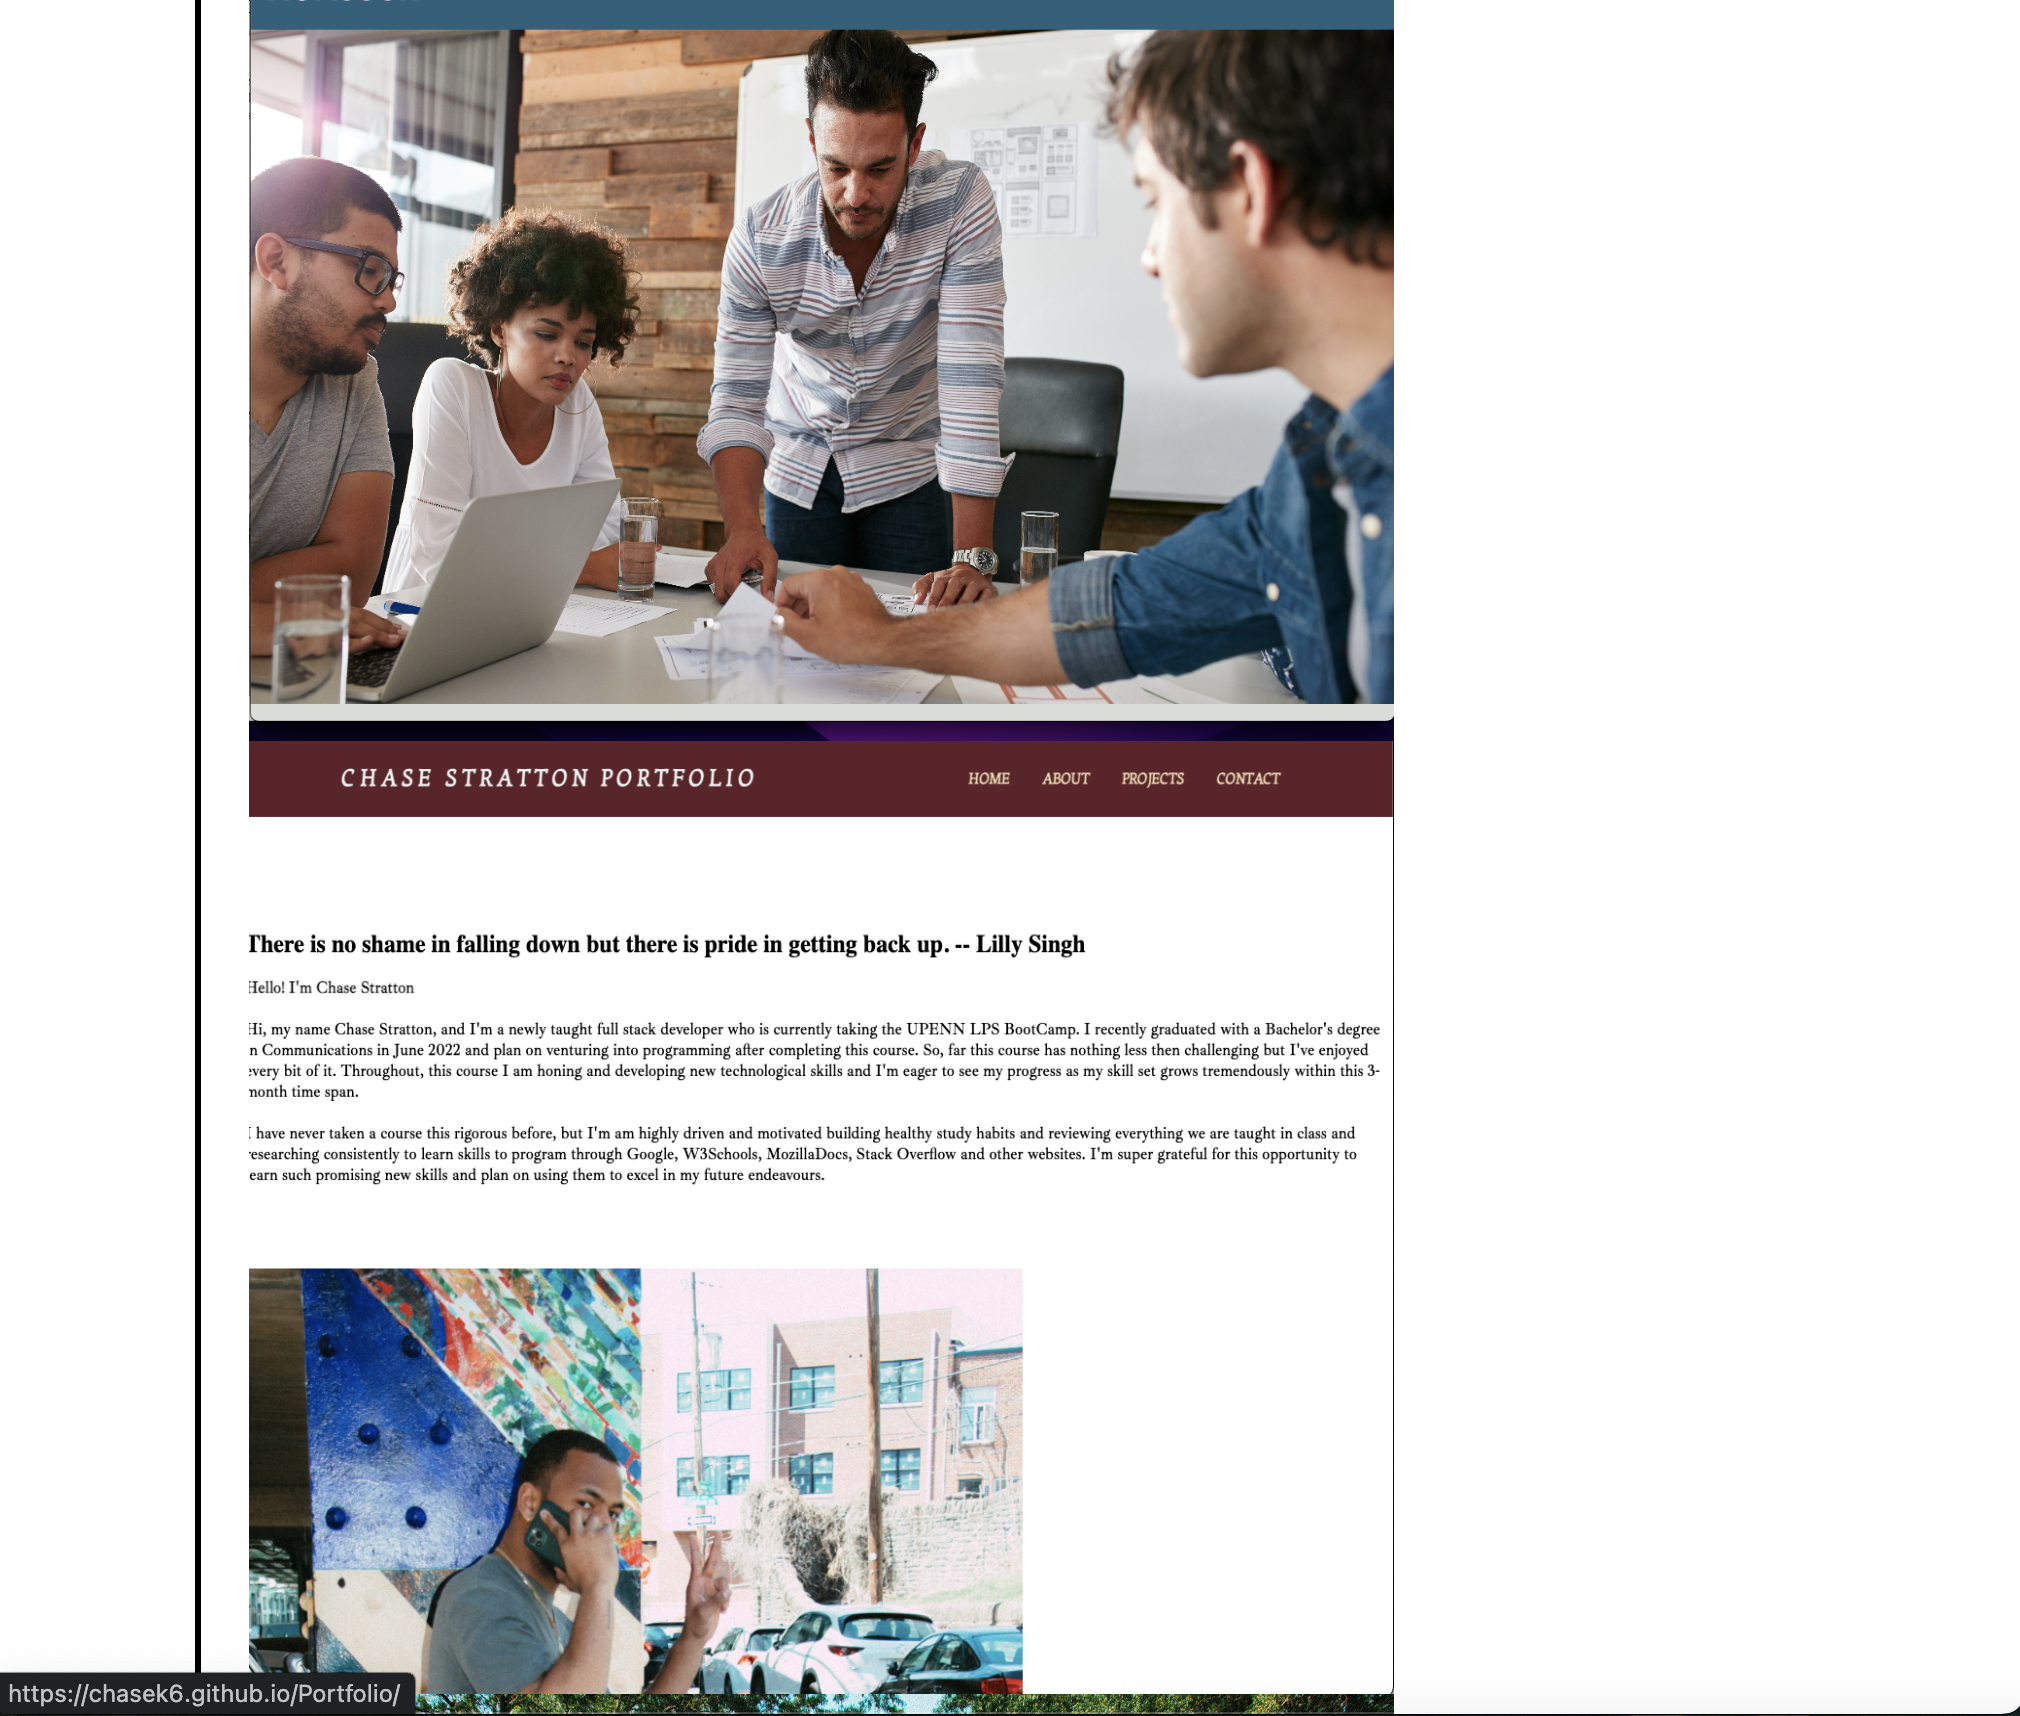 CHASE STRATTON PORTFOLIO
HOME ABOUT PROJECTS CONTACT
There is no shame in falling down but there is pride in getting back up. -- Lilly Singh
Hello! I'm Chase Stratton
Hi, my name Chase Stratton, and I'm a newly taught full stack developer who is currently taking the UPENN LPS BootCamp. I recently graduated with a Bachelor's degree
n Communications in June 2022 and plan on venturing into programming after completing this course. So, far this course has nothing less then challenging but I've enjoyed
every bit of it. Throughout, this course I am honing and developing new technological skills and I'm eager to see my progress as my skill set grows tremendously within this 3-
month time span.
I have never taken a course this rigorous before, but I'm am highly driven and motivated building healthy study habits and reviewing everything we are taught in class and
researching consistently to learn skills to program through Google, W3Schools, MozillaDocs, Stack Overflow and other websites. I'm super grateful for this opportunity to
earn such promising new skills and plan on using them to excel in my future endeavours.
https://chasek6.github.io/Portfolio/